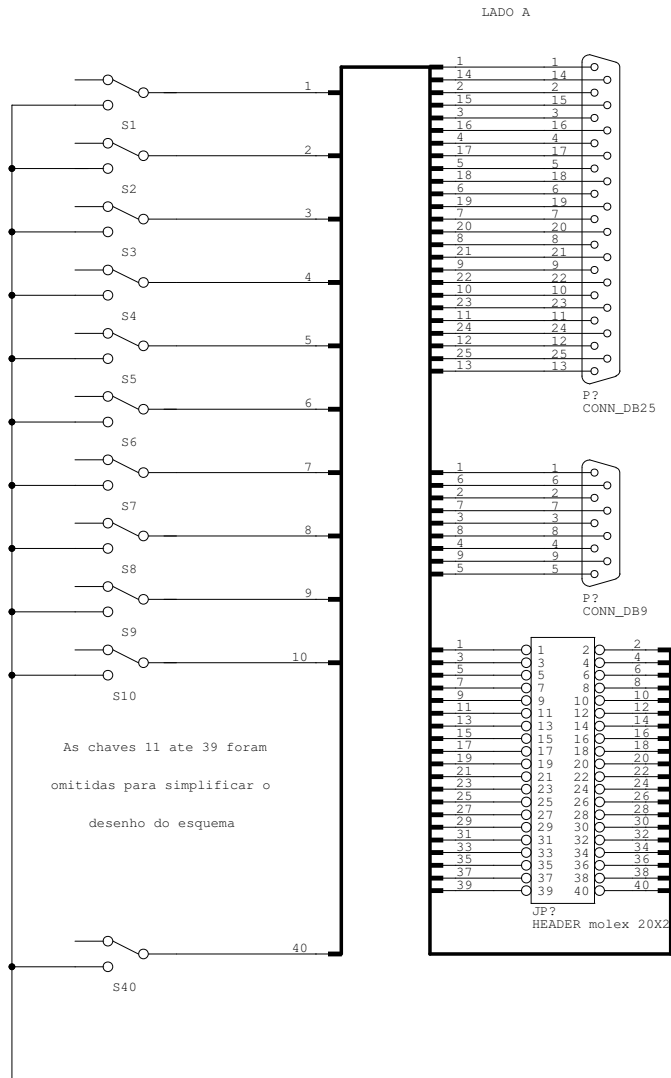 LADO A
1
S1
2
S2
3
S3
4
S4
5
S5
6
S6
7
S7
8
S8
9
S9
10
S10
As chaves 11 ate 39 foram
omitidas para simplificar o
desenho do esquema
40
S40
1 1
14 14
2 2
15 15
3 3
16 16
4 4
17 17
5 5
18 18
6 6
19 19
7 7
20 20
8 8
21 21
9 9
22 22
10 10
23 23
11 11
24 24
12 12
25 25
13 13
P?
CONN_DB25
1 1
6 6
2 2
7 7
3 3
8 8
4 4
9 9
5 5
P?
CONN_DB9
1 1 2 2
3 3 4 4
5 5 6 6
7 7 8 8
9 9 10 10
11 11 12 12
13 13 14 14
15 15 16 16
17 17 18 18
19 19 20 20
21 21 22 22
23 23 24 24
25 25 26 26
27 27 28 28
29 29 30 30
31 31 32 32
33 33 34 34
35 35 36 36
37 37 38 38
39 39 40 40
JP?
HEADER molex 20X2